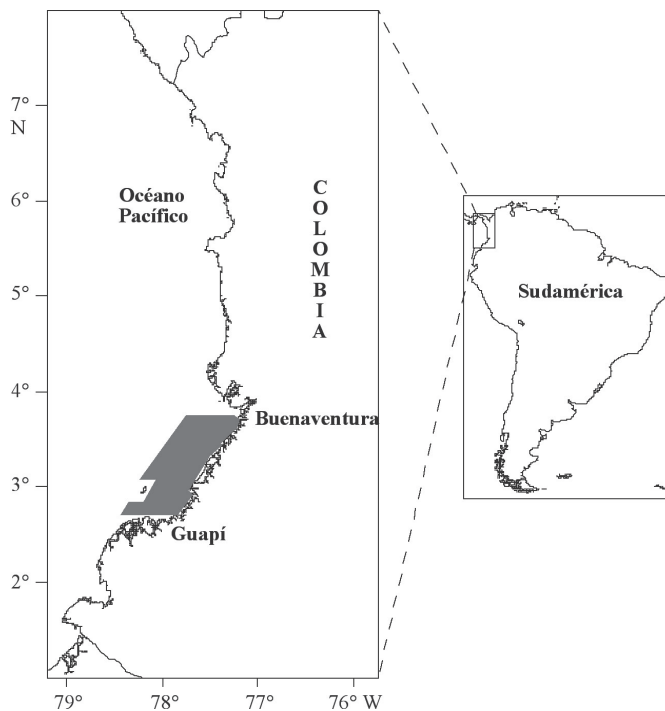 7°
N
6°
5°
4°
3°
2°
79°
78°
77°
76° W
Océano
Pacífico
C
O
L
O
M
B
I
A
Buenaventura
Guapí
Sudamérica